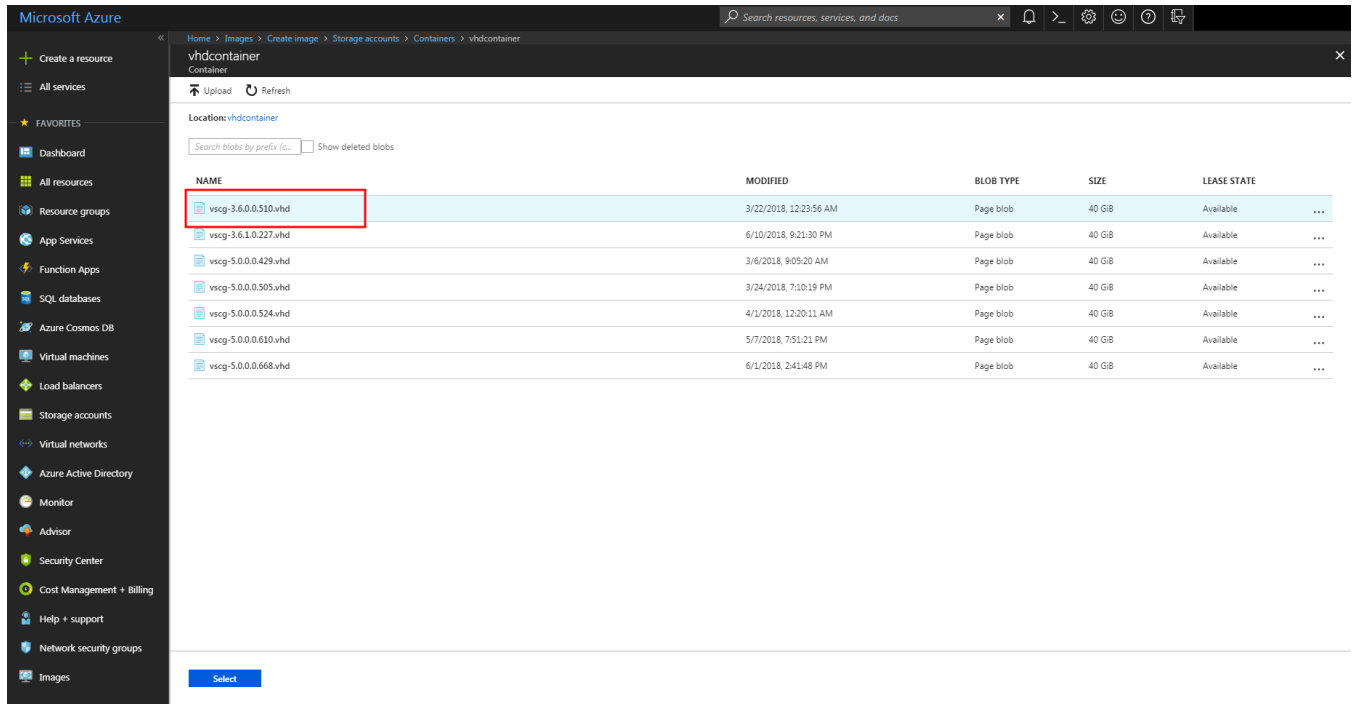 Microsoft Azure
Search resources, services, and docs
Home > Images > Create image > Storage accounts > Containers > vhdcontainer
vhdcontainer
Container
Create a resource
All services
FAVORITES
Dashboard
All resources
Resource groups
App Services
Function Apps
SQL databases
Azure Cosmos DB
Virtual machines
Load balancers
Storage accounts
Virtual networks
Azure Active Directory
Monitor
Advisor
Security Center
Cost Management + Billing
Help + support
Network security groups
Images
Upload Refresh
Location: vhdcontainer
Search blobs by prefix (c... Show deleted blobs
NAME MODIFIED BLOB TYPE SIZE LEASE STATE
vscg-3.6.0.0.510.vhd 3/22/2018, 12:23:56 AM Page blob 40 GiB Available ...
vscg-3.6.1.0.227.vhd 6/10/2018, 9:21:30 PM Page blob 40 GiB Available ...
vscg-5.0.0.0.429.vhd 3/6/2018, 9:05:20 AM Page blob 40 GiB Available ...
vscg-5.0.0.0.505.vhd 3/24/2018, 7:10:19 PM Page blob 40 GiB Available ...
vscg-5.0.0.0.524.vhd 4/1/2018, 12:20:11 AM Page blob 40 GiB Available ...
vscg-5.0.0.0.610.vhd 5/7/2018, 7:51:21 PM Page blob 40 GiB Available ...
vscg-5.0.0.0.668.vhd 6/1/2018, 2:41:48 PM Page blob 40 GiB Available ...
Select